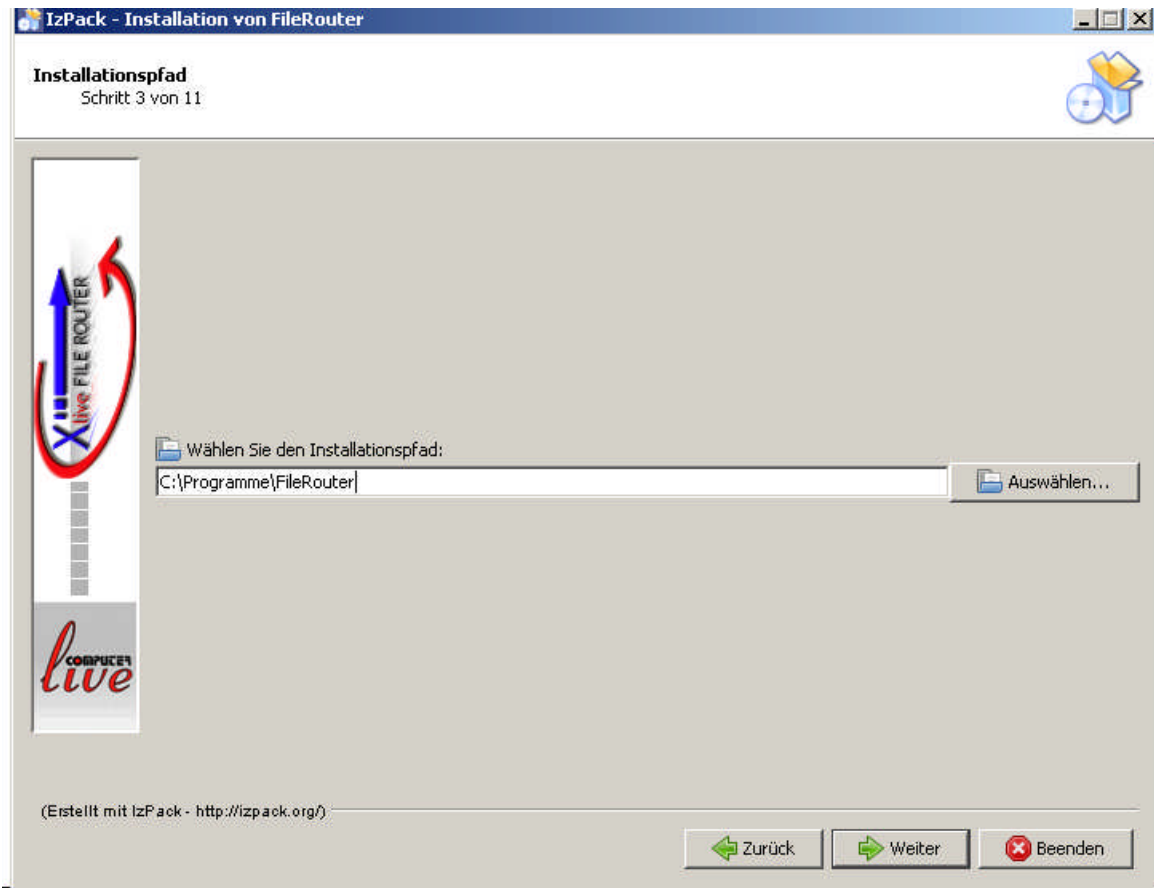 IzPack - Installation von FileRouter
Installationspfad
Schritt 3 von 11
Xlive FILE ROUTER
Wählen Sie den Installationspfad:
C:\Programme\FileRouter
Auswählen...
COMPUTER
live
(Erstellt mit IzPack - http://izpack.org/)
Zurück
Weiter
Beenden